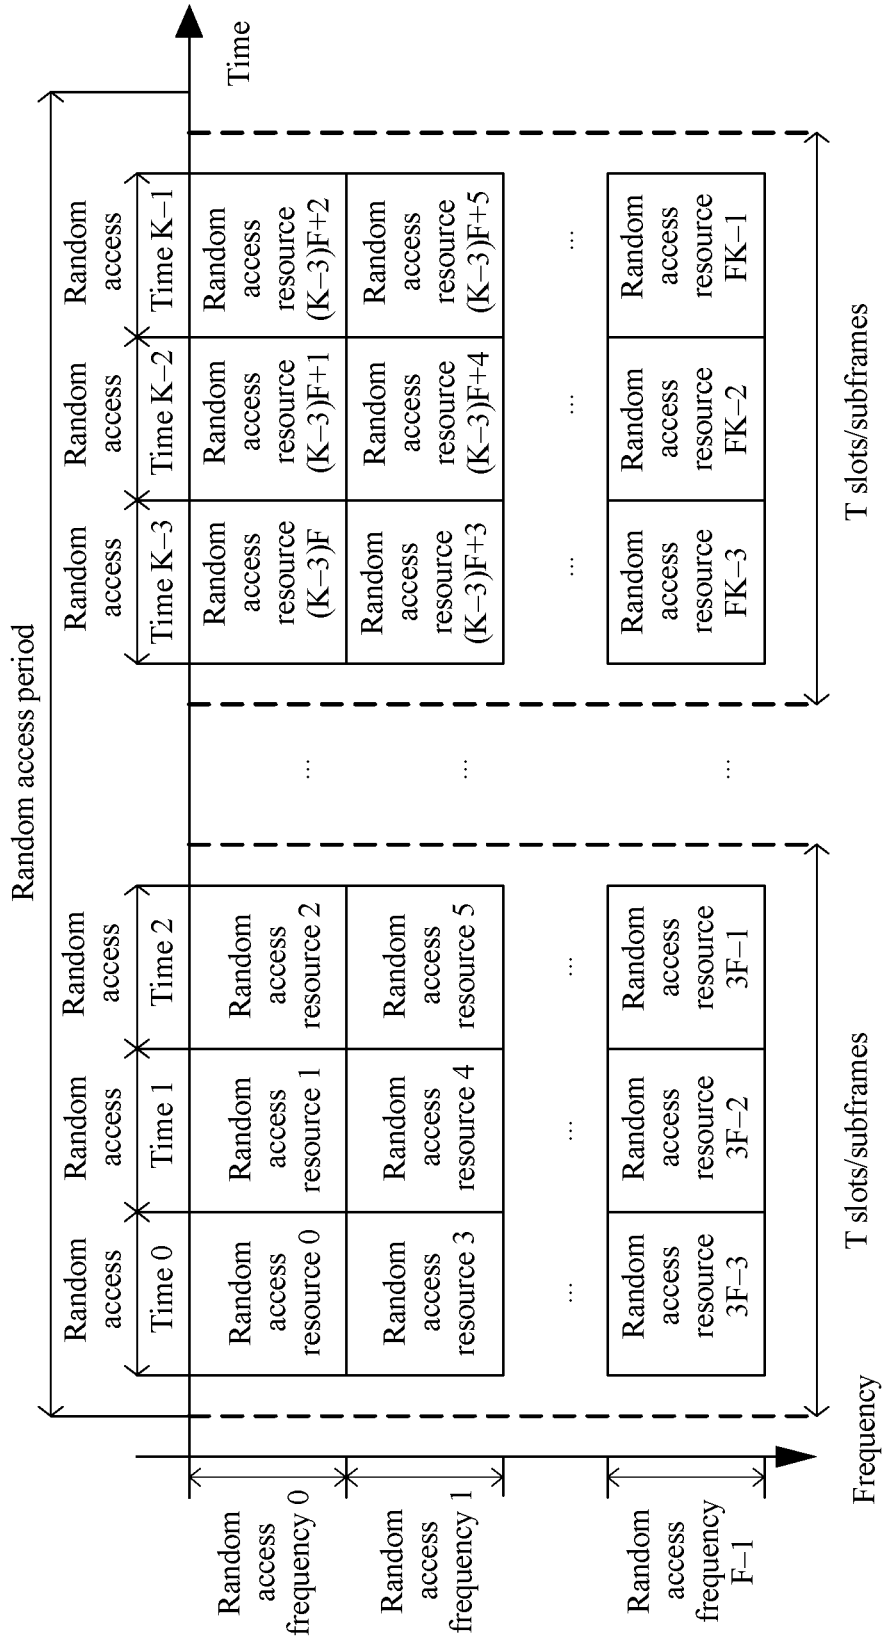 Random access period
Random
access
Time 0
Random
access
Time 1
Random
access
Time 2
Random
access
Time K–3
Random
access
Time K–2
Random
access
Time K–1
Time
Random
access
frequency 0
Random
access
resource 0
Random
access
resource 1
Random
access
resource 2
...
Random
access
resource
(K–3)F
Random
access
resource
(K–3)F+1
Random
access
resource
(K–3)F+2
Random
access
frequency 1
Random
access
resource 3
Random
access
resource 4
Random
access
resource 5
...
Random
access
resource
(K–3)F+3
Random
access
resource
(K–3)F+4
Random
access
resource
(K–3)F+5
...
...
...
...
...
...
Random
access
frequency
F–1
Random
access
resource
3F–3
Random
access
resource
3F–2
Random
access
resource
3F–1
...
Random
access
resource
FK–3
Random
access
resource
FK–2
Random
access
resource
FK–1
Frequency
T slots/subframes
T slots/subframes